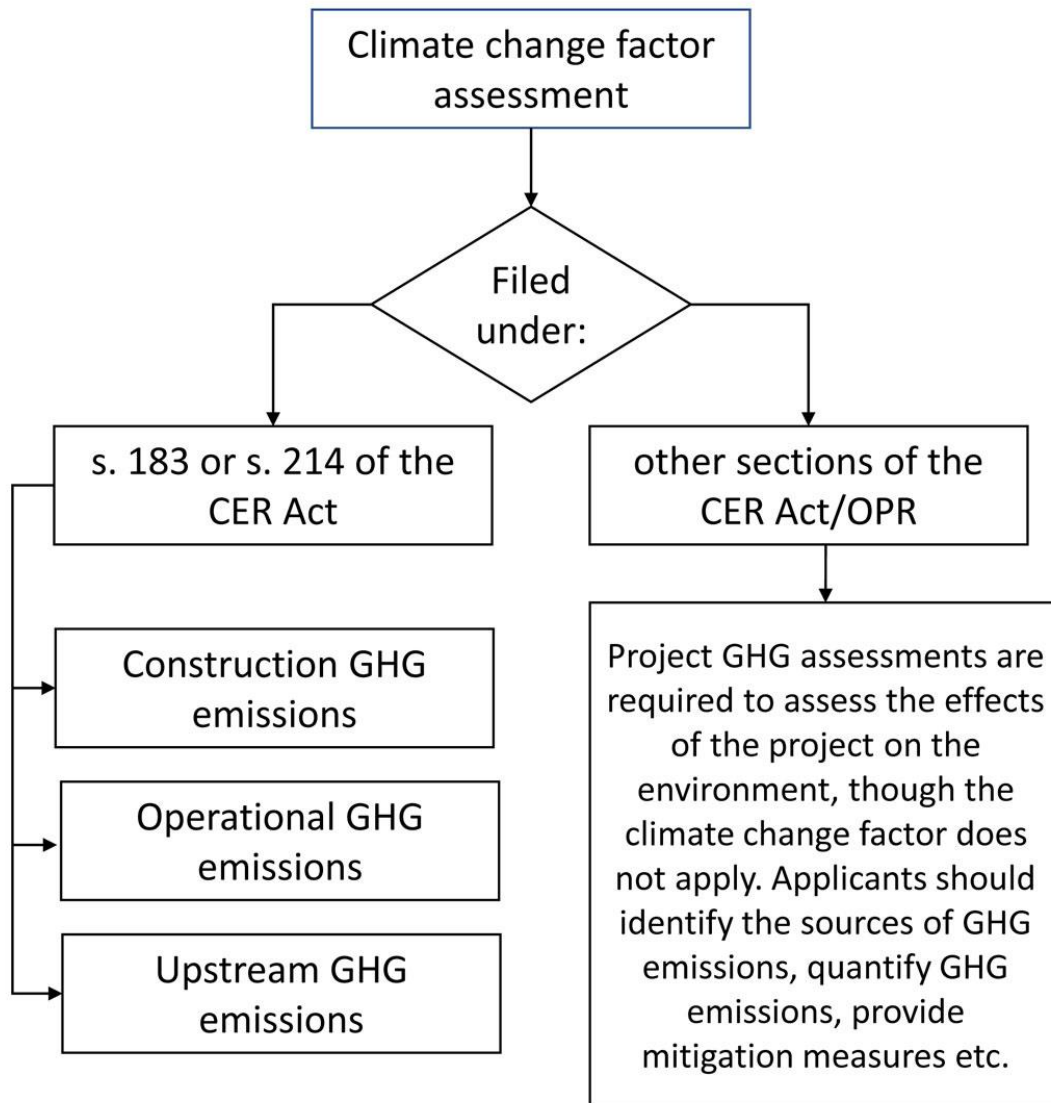 Climate change factor
assessment
Filed
under:
s. 183 or s. 214 of the
CER Act
other sections of the
CER Act/OPR
Construction GHG
emissions
Operational GHG
emissions
Upstream GHG
emissions
Project GHG assessments are
required to assess the effects
of the project on the
environment, though the
climate change factor does
not apply. Applicants should
identify the sources of GHG
emissions, quantify GHG
emissions, provide
mitigation measures etc.